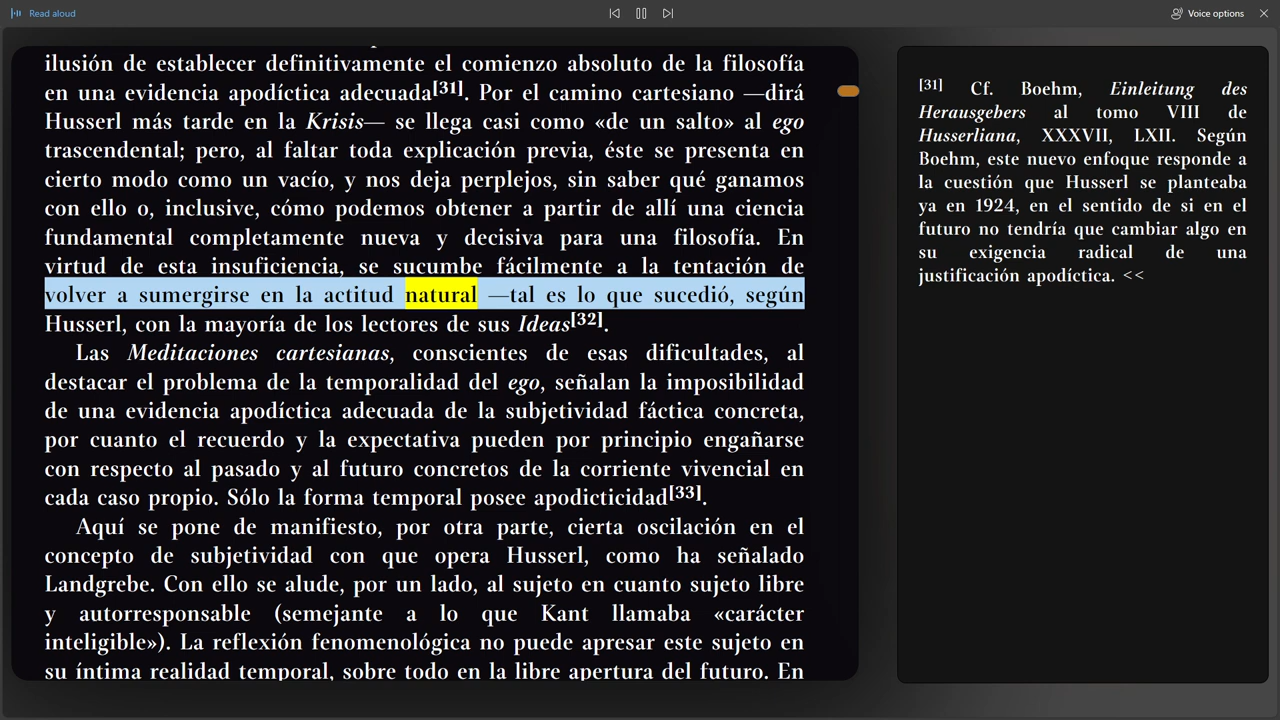 Read aloud
Voice options
ilusión de establecer definitivamente el comienzo absoluto de la filosofía
en una evidencia apodíctica adecuada[31]. Por el camino cartesiano —dirá
Husserl más tarde en la Krisis— se llega casi como «de un salto» al ego
trascendental; pero, al faltar toda explicación previa, éste se presenta en
cierto modo como un vacío, y nos deja perplejos, sin saber qué ganamos
con ello o, inclusive, cómo podemos obtener a partir de allí una ciencia
fundamental completamente nueva y decisiva para una filosofía. En
virtud de esta insuficiencia, se sucumbe fácilmente a la tentación de
volver a sumergirse en la actitud natural —tal es lo que sucedió, según
Husserl, con la mayoría de los lectores de sus Ideas[32].
Las Meditaciones cartesianas, conscientes de esas dificultades, al
destacar el problema de la temporalidad del ego, señalan la imposibilidad
de una evidencia apodíctica adecuada de la subjetividad fáctica concreta,
por cuanto el recuerdo y la expectativa pueden por principio engañarse
con respecto al pasado y al futuro concretos de la corriente vivencial en
cada caso propio. Sólo la forma temporal posee apodicticidad[33].
Aquí se pone de manifiesto, por otra parte, cierta oscilación en el
concepto de subjetividad con que opera Husserl, como ha señalado
Landgrebe. Con ello se alude, por un lado, al sujeto en cuanto sujeto libre
y autorresponsable (semejante a lo que Kant llamaba «carácter
inteligible»). La reflexión fenomenológica no puede apresar este sujeto en
su íntima realidad temporal, sobre todo en la libre apertura del futuro. En
[31] Cf. Boehm, Einleitung des
Herausgebers al tomo VIII de
Husserliana, XXXVII, LXII. Según
Boehm, este nuevo enfoque responde a
la cuestión que Husserl se planteaba
ya en 1924, en el sentido de si en el
futuro no tendría que cambiar algo en
su exigencia radical de una
justificación apodíctica. <<